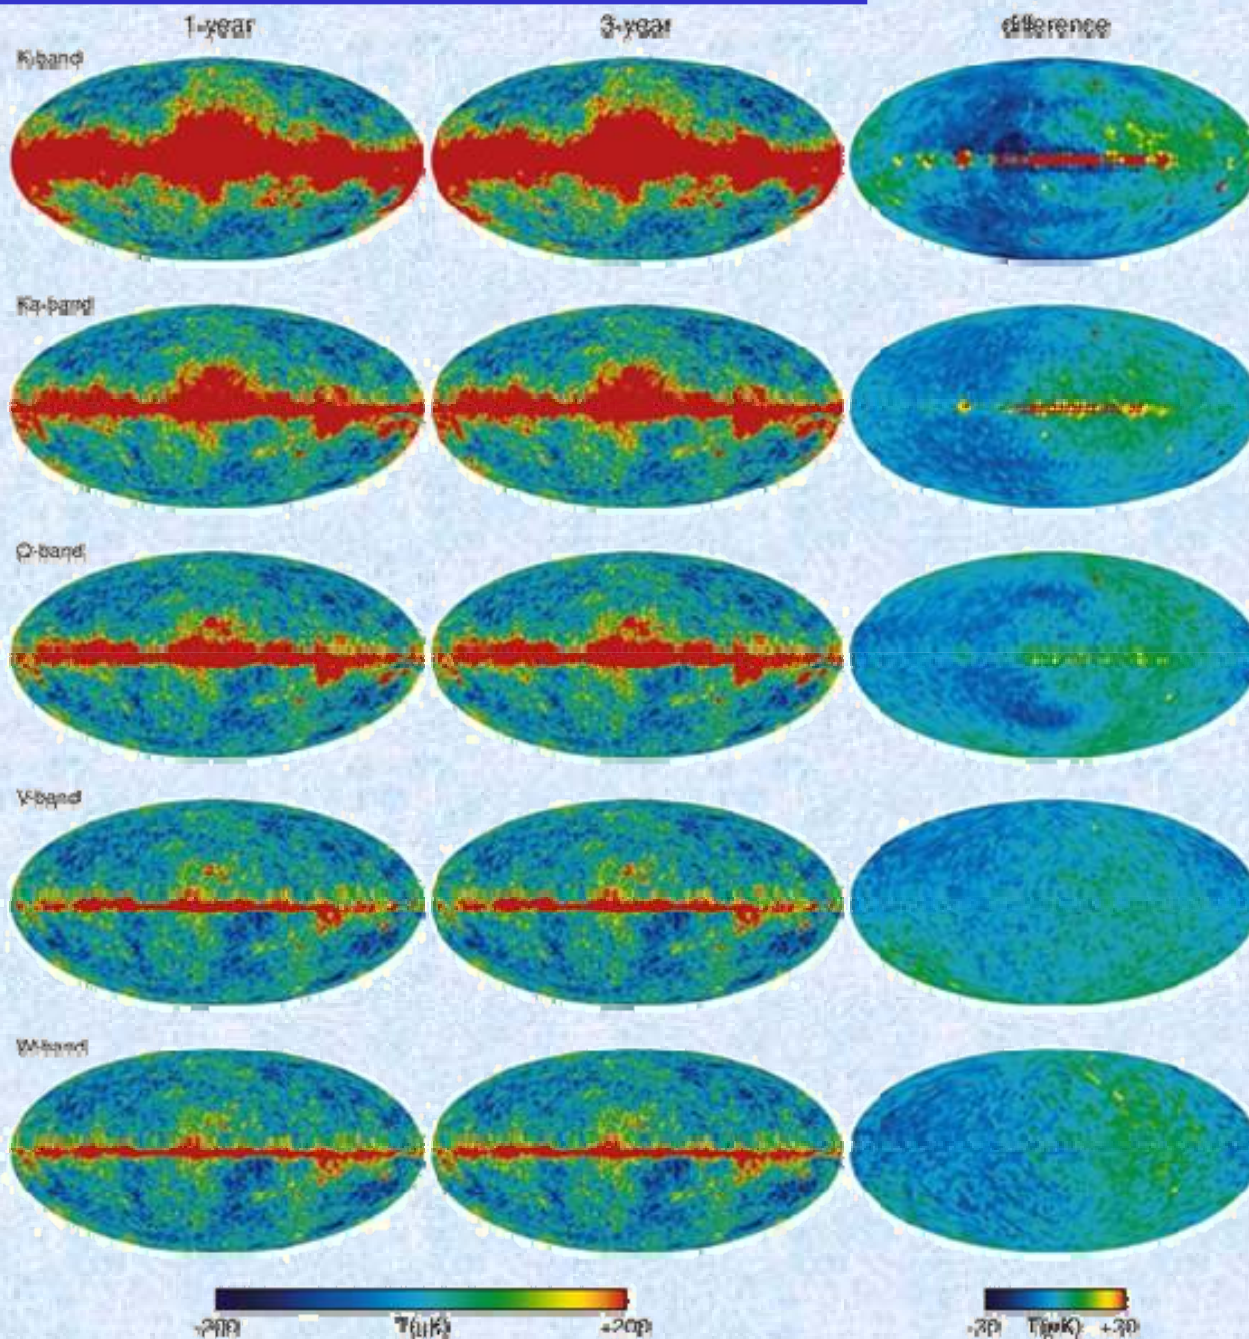 1-year 3-year difference
K-band
Ka-band
Q-band
V-band
W-band
-200 T(μK) +200 -30 T(μK) +30